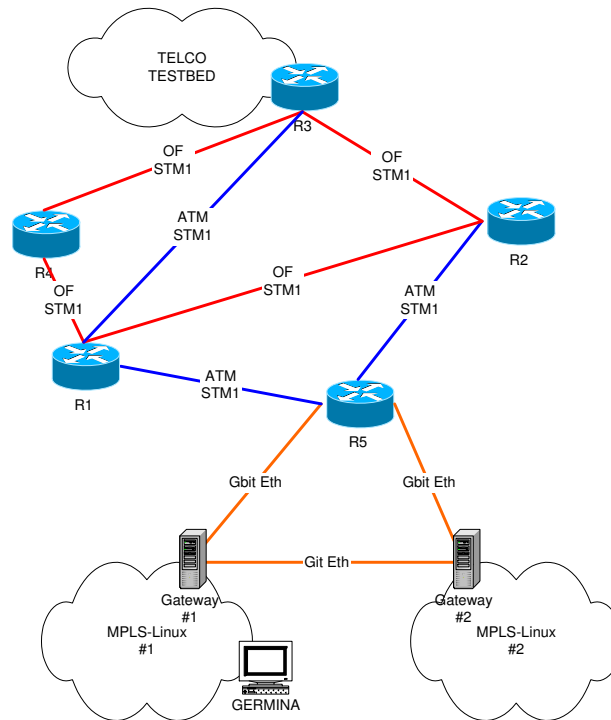 TELCO
TESTBED
R3
OF
STM1
OF
STM1
ATM
STM1
R4
R2
OF
STM1
OF
STM1
ATM
STM1
R1
ATM
STM1
R5
Gbit Eth
Gbit Eth
Git Eth
Gateway
#1
Gateway
#2
MPLS-Linux
#1
MPLS-Linux
#2
GERMINA